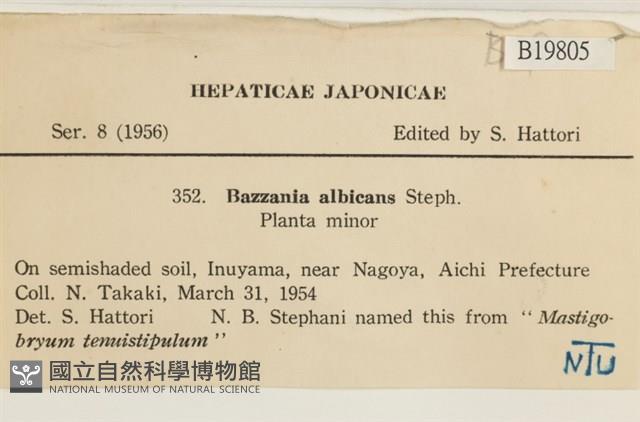 B19805
HEPATICAE JAPONICAE
Ser. 8 (1956) Edited by S. Hattori
352. Bazzania albicans Steph.
Planta minor
On semishaded soil, Inuyama, near Nagoya, Aichi Prefecture
Coll. N. Takaki, March 31, 1954
Det. S. Hattori N. B. Stephani named this from “Mastigo-
bryum tenuistipulum”
NTU
國立自然科學博物館
NATIONAL MUSEUM OF NATURAL SCIENCE